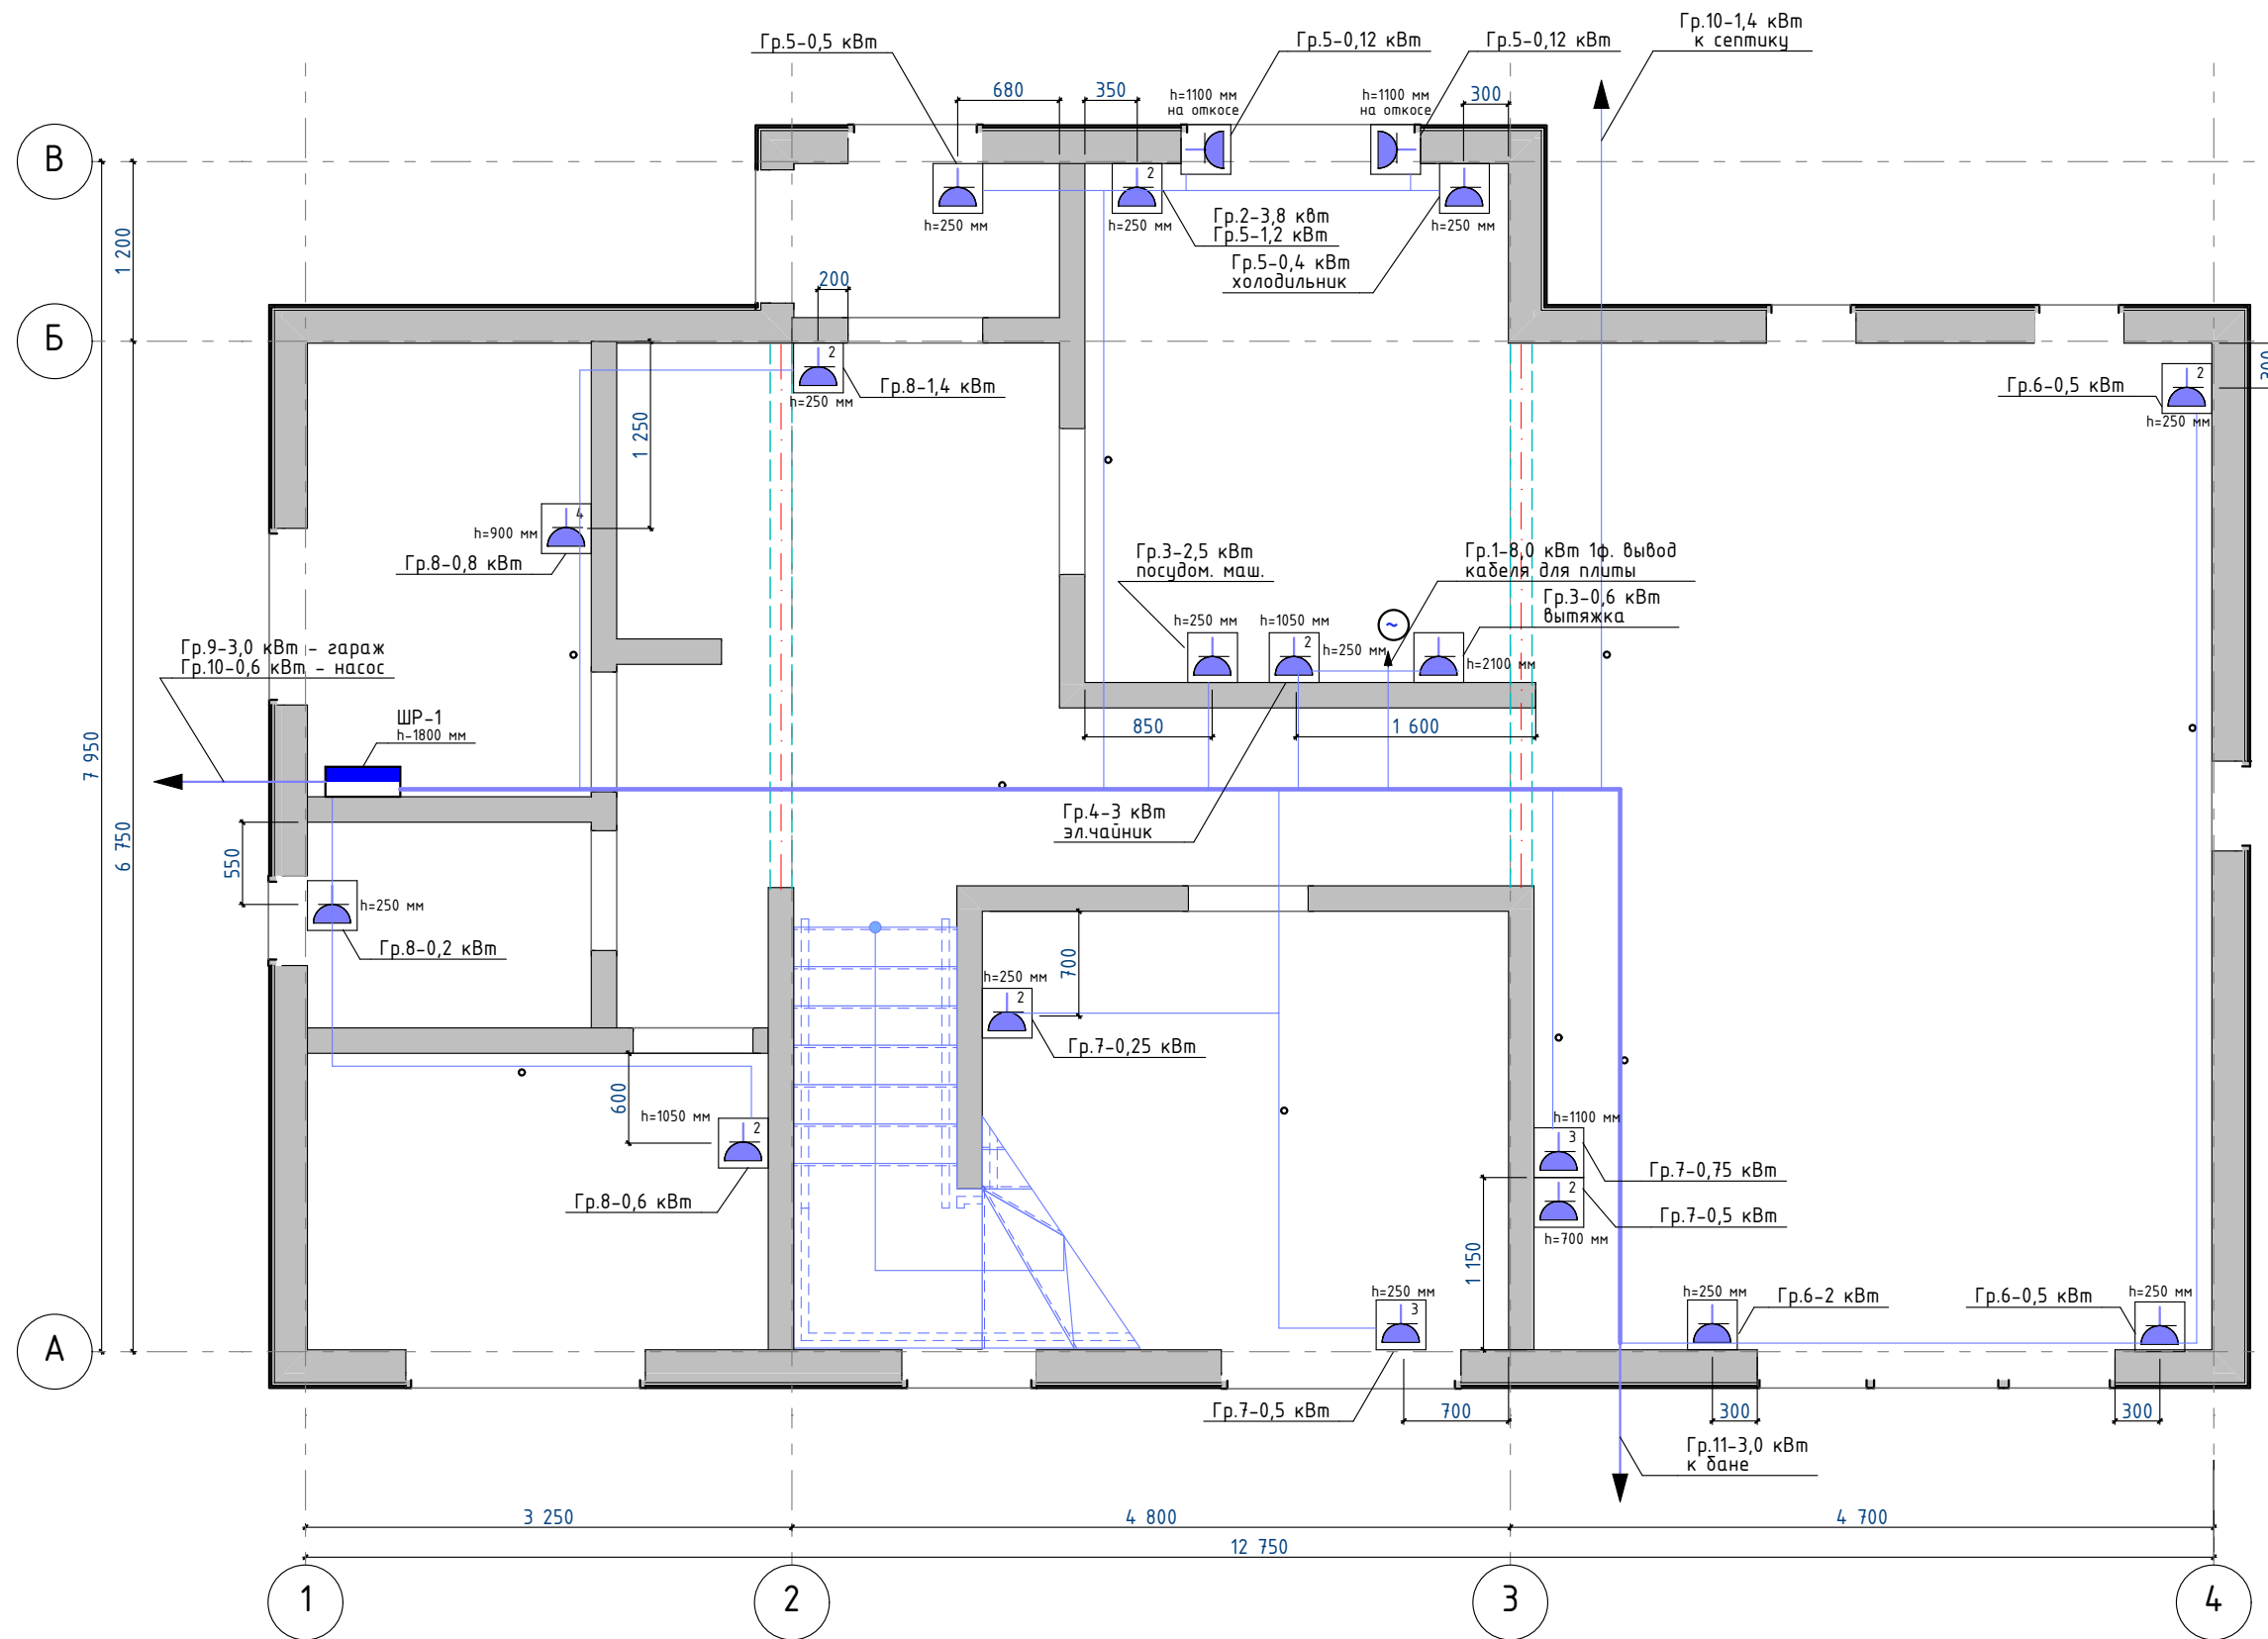 Гр.5-0,5 кВт
Гр.5-0,12 кВт
Гр.5-0,12 кВт
Гр.10-1,4 кВт
к септику
680
350
h=1100 мм
на откосе
h=1100 мм
на откосе
300
В
2
h=250 мм
h=250 мм
h=250 мм
Гр.2-3,8 квт
Гр.5-1,2 кВт
Гр.5-0,4 кВт
холодильник
1 200
200
Б
2
h=250 мм
Гр.8-1,4 кВт
300
2
Гр.6-0,5 кВт
h=250 мм
1 250
4
h=900 мм
Гр.8-0,8 кВт
Гр.3-2,5 кВт
посудом. маш.
Гр.1-8,0 кВт 1ф. вывод
кабеля для плиты
Гр.3-0,6 кВт
вытяжка
h=250 мм
h=1050 мм
2
~
h=250 мм
h=2100 мм
Гр.9-3,0 кВт - гараж
Гр.10-0,6 кВт - насос
ШР-1
h-1800 мм
850
1 600
7 950
6 750
Гр.4-3 кВт
эл.чайник
550
h=250 мм
Гр.8-0,2 кВт
700
h=250 мм
2
Гр.7-0,25 кВт
600
h=1050 мм
2
Гр.8-0,6 кВт
h=1100 мм
3
Гр.7-0,75 кВт
2
Гр.7-0,5 кВт
h=700 мм
1 150
h=250 мм
3
h=250 мм
Гр.6-2 кВт
Гр.6-0,5 кВт
h=250 мм
А
Гр.7-0,5 кВт
700
300
300
Гр.11-3,0 кВт
к бане
3 250
4 800
4 700
12 750
1
2
3
4